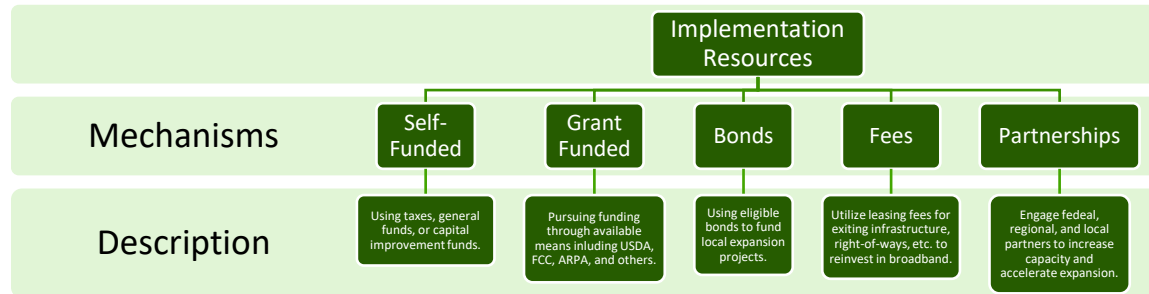 Implementation
Resources
Mechanisms
Self-
Funded
Grant
Funded
Bonds
Fees
Partnerships
Description
Using taxes, general
funds, or capital
improvement funds.
Pursuing funding
through available
means inluding USDA,
FCC, ARPA, and others.
Using eligible
bonds to fund
local expansion
projects.
Utilize leasing fees for
exiting infrastructure,
right-of-ways, etc. to
reinvest in broadband.
Engage federal,
regional, and local
partners to increase
capacity and
accelerate expansion.